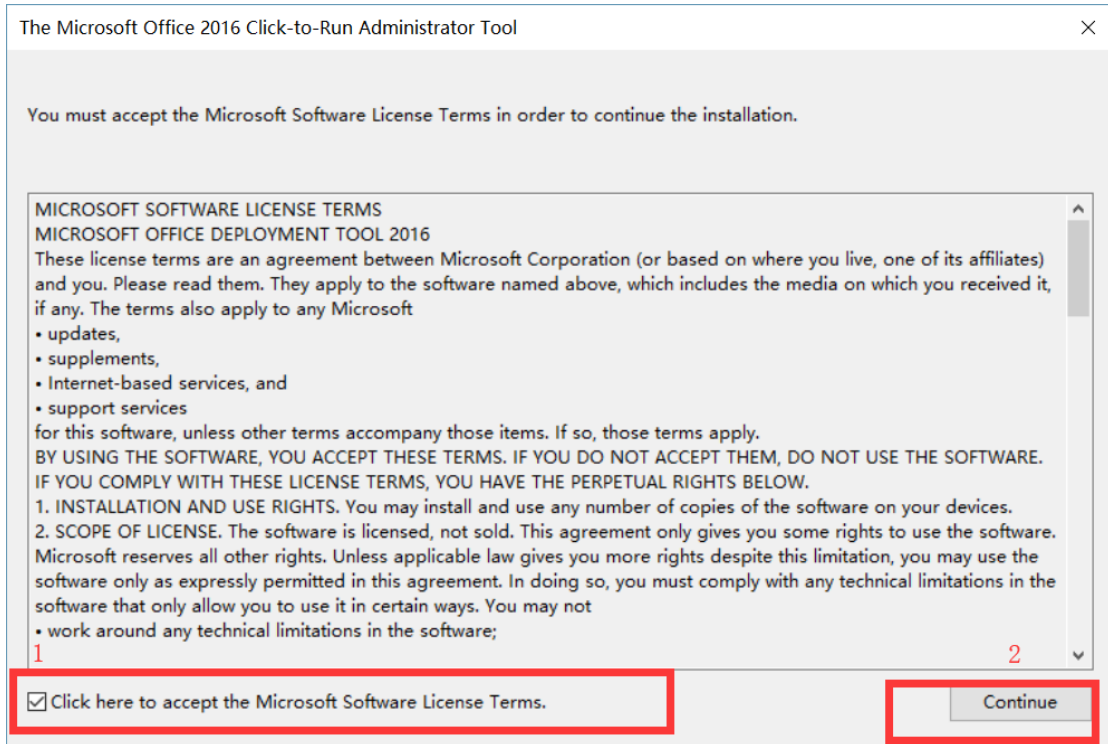 The Microsoft Office 2016 Click-to-Run Administrator Tool
You must accept the Microsoft Software License Terms in order to continue the installation.
MICROSOFT SOFTWARE LICENSE TERMS
MICROSOFT OFFICE DEPLOYMENT TOOL 2016
These license terms are an agreement between Microsoft Corporation (or based on where you live, one of its affiliates)
and you. Please read them. They apply to the software named above, which includes the media on which you received it,
if any. The terms also apply to any Microsoft
• updates,
• supplements,
• Internet-based services, and
• support services
for this software, unless other terms accompany those items. If so, those terms apply.
BY USING THE SOFTWARE, YOU ACCEPT THESE TERMS. IF YOU DO NOT ACCEPT THEM, DO NOT USE THE SOFTWARE.
IF YOU COMPLY WITH THESE LICENSE TERMS, YOU HAVE THE PERPETUAL RIGHTS BELOW.
1. INSTALLATION AND USE RIGHTS. You may install and use any number of copies of the software on your devices.
2. SCOPE OF LICENSE. The software is licensed, not sold. This agreement only gives you some rights to use the software.
Microsoft reserves all other rights. Unless applicable law gives you more rights despite this limitation, you may use the
software only as expressly permitted in this agreement. In doing so, you must comply with any technical limitations in the
software that only allow you to use it in certain ways. You may not
• work around any technical limitations in the software;
1
2
Click here to accept the Microsoft Software License Terms.
Continue